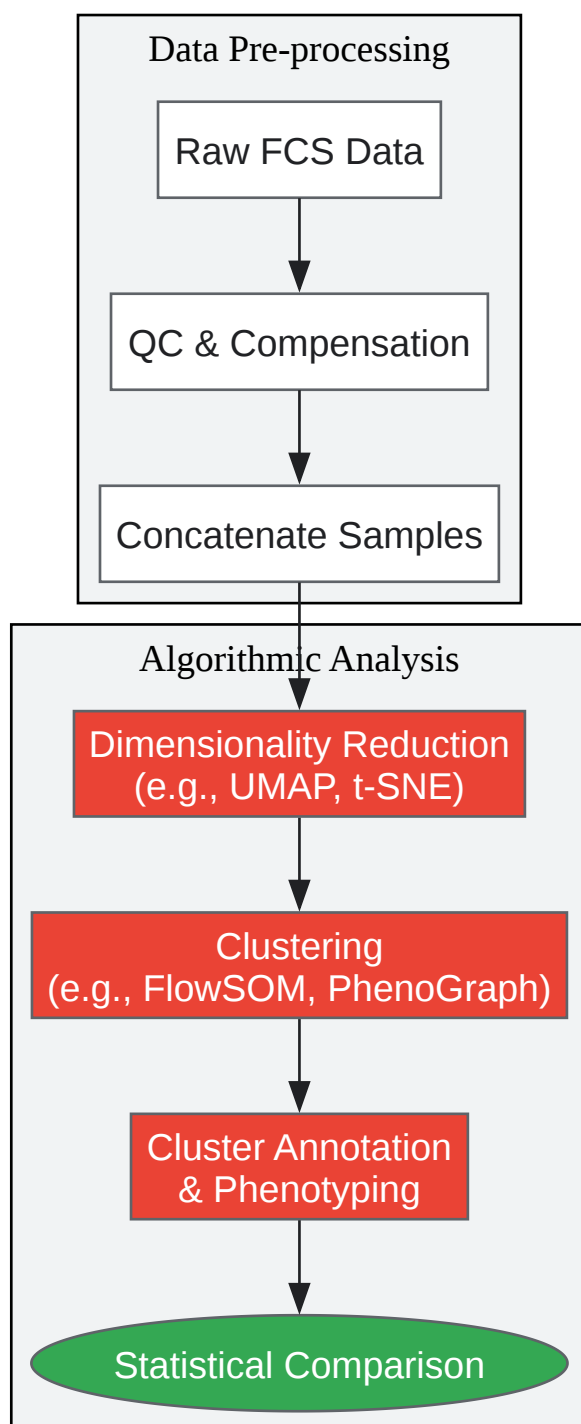 Data Pre-processing
Raw FCS Data
QC & Compensation
Concatenate Samples
Algorithmic Analysis
Dimensionality Reduction
(e.g., UMAP, t-SNE)
Clustering
(e.g., FlowSOM, PhenoGraph)
Cluster Annotation
& Phenotyping
Statistical Comparison